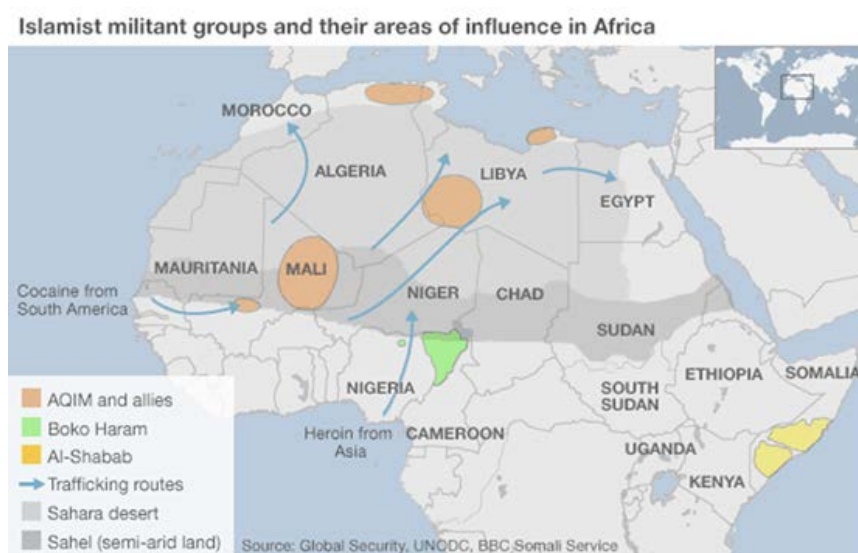 Islamist militant groups and their areas of influence in Africa
MOROCCO
ALGERIA
LIBYA
EGYPT
MAURITANIA
MALI
NIGER
CHAD
SUDAN
Cocaine from
South America
NIGERIA
ETHIOPIA
SOMALIA
SOUTH
SUDAN
Heroin from
Asia
CAMEROON
UGANDA
KENYA
AQIM and allies
Boko Haram
Al-Shabab
Trafficking routes
Sahara desert
Sahel (semi-arid land)
Source: Global Security, UNODC, BBC Somali Service